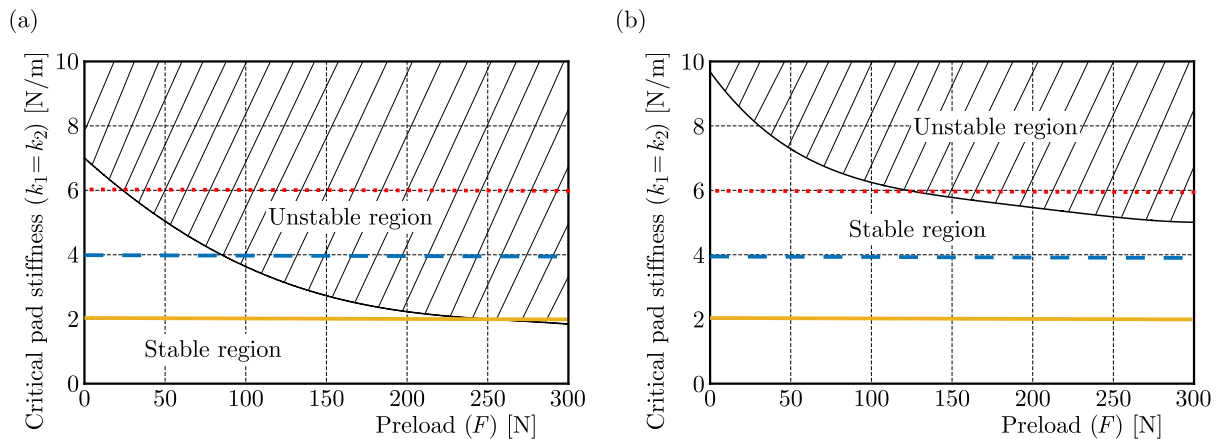 (a)
Critical pad stiffness (k₁ = k₂) [N/m]
10
8
6
4
2
0
Unstable region
Stable region
0 50 100 150 200 250 300
Preload (F) [N]
(b)
Critical pad stiffness (k₁ = k₂) [N/m]
10
8
6
4
2
0
Unstable region
Stable region
0 50 100 150 200 250 300
Preload (F) [N]